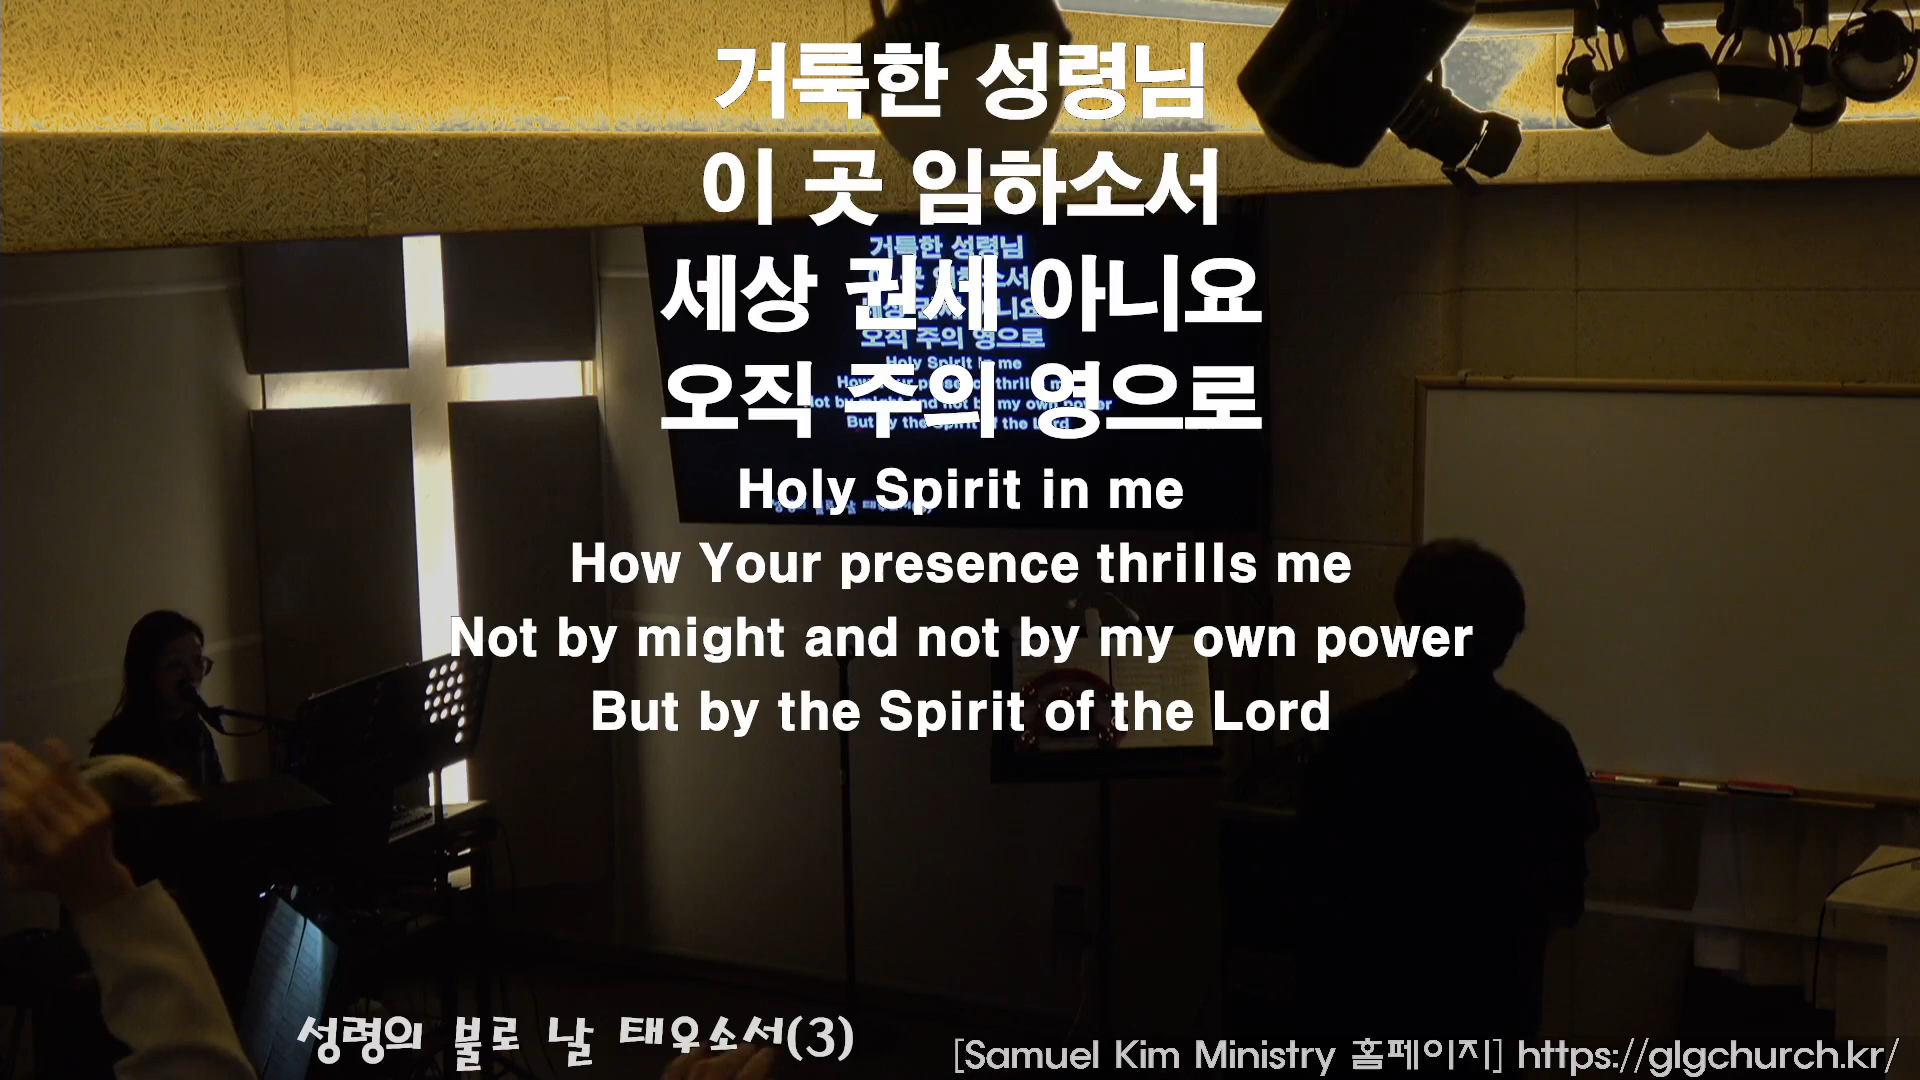 거룩한 성령님
이 곳 임하소서
세상 권세 아니요
오직 주의 영으로
Holy Spirit in me
How Your presence thrills me
Not by might and not by my own power
But by the Spirit of the Lord
성령의 불로 날 태우소서(3)
[Samuel Kim Ministry 홈페이지] https://glgchurch.kr/